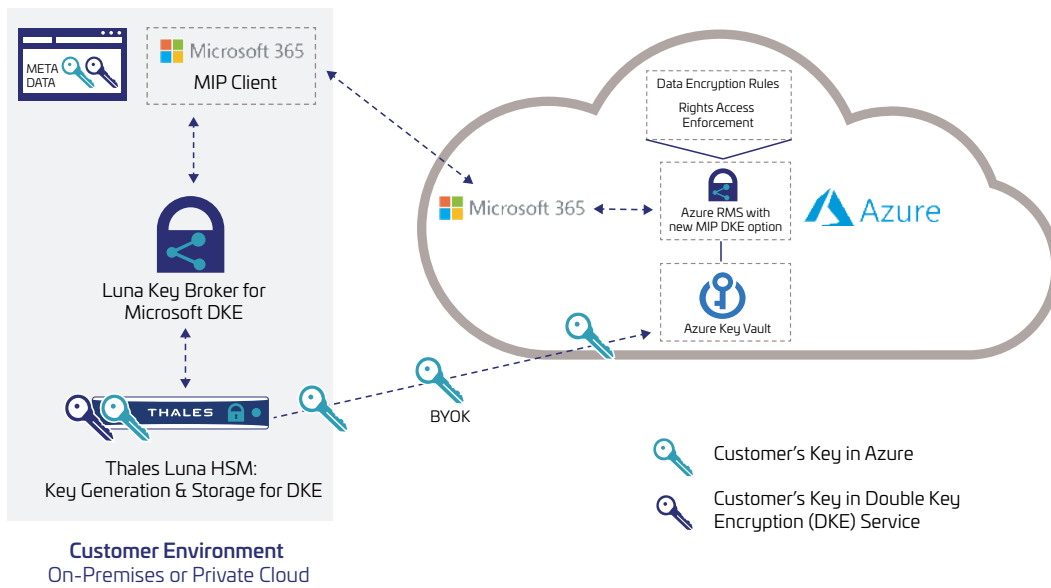 META
DATA
Microsoft 365
MIP Client
Luna Key Broker for
Microsoft DKE
THALES
Thales Luna HSM:
Key Generation & Storage for DKE
Customer Environment
On-Premises or Private Cloud
BYOK
Data Encryption Rules
Rights Access
Enforcement
Microsoft 365
Azure RMS with
new MIP DKE option
Azure
Azure Key Vault
Customer's Key in Azure
Customer's Key in Double Key
Encryption (DKE) Service